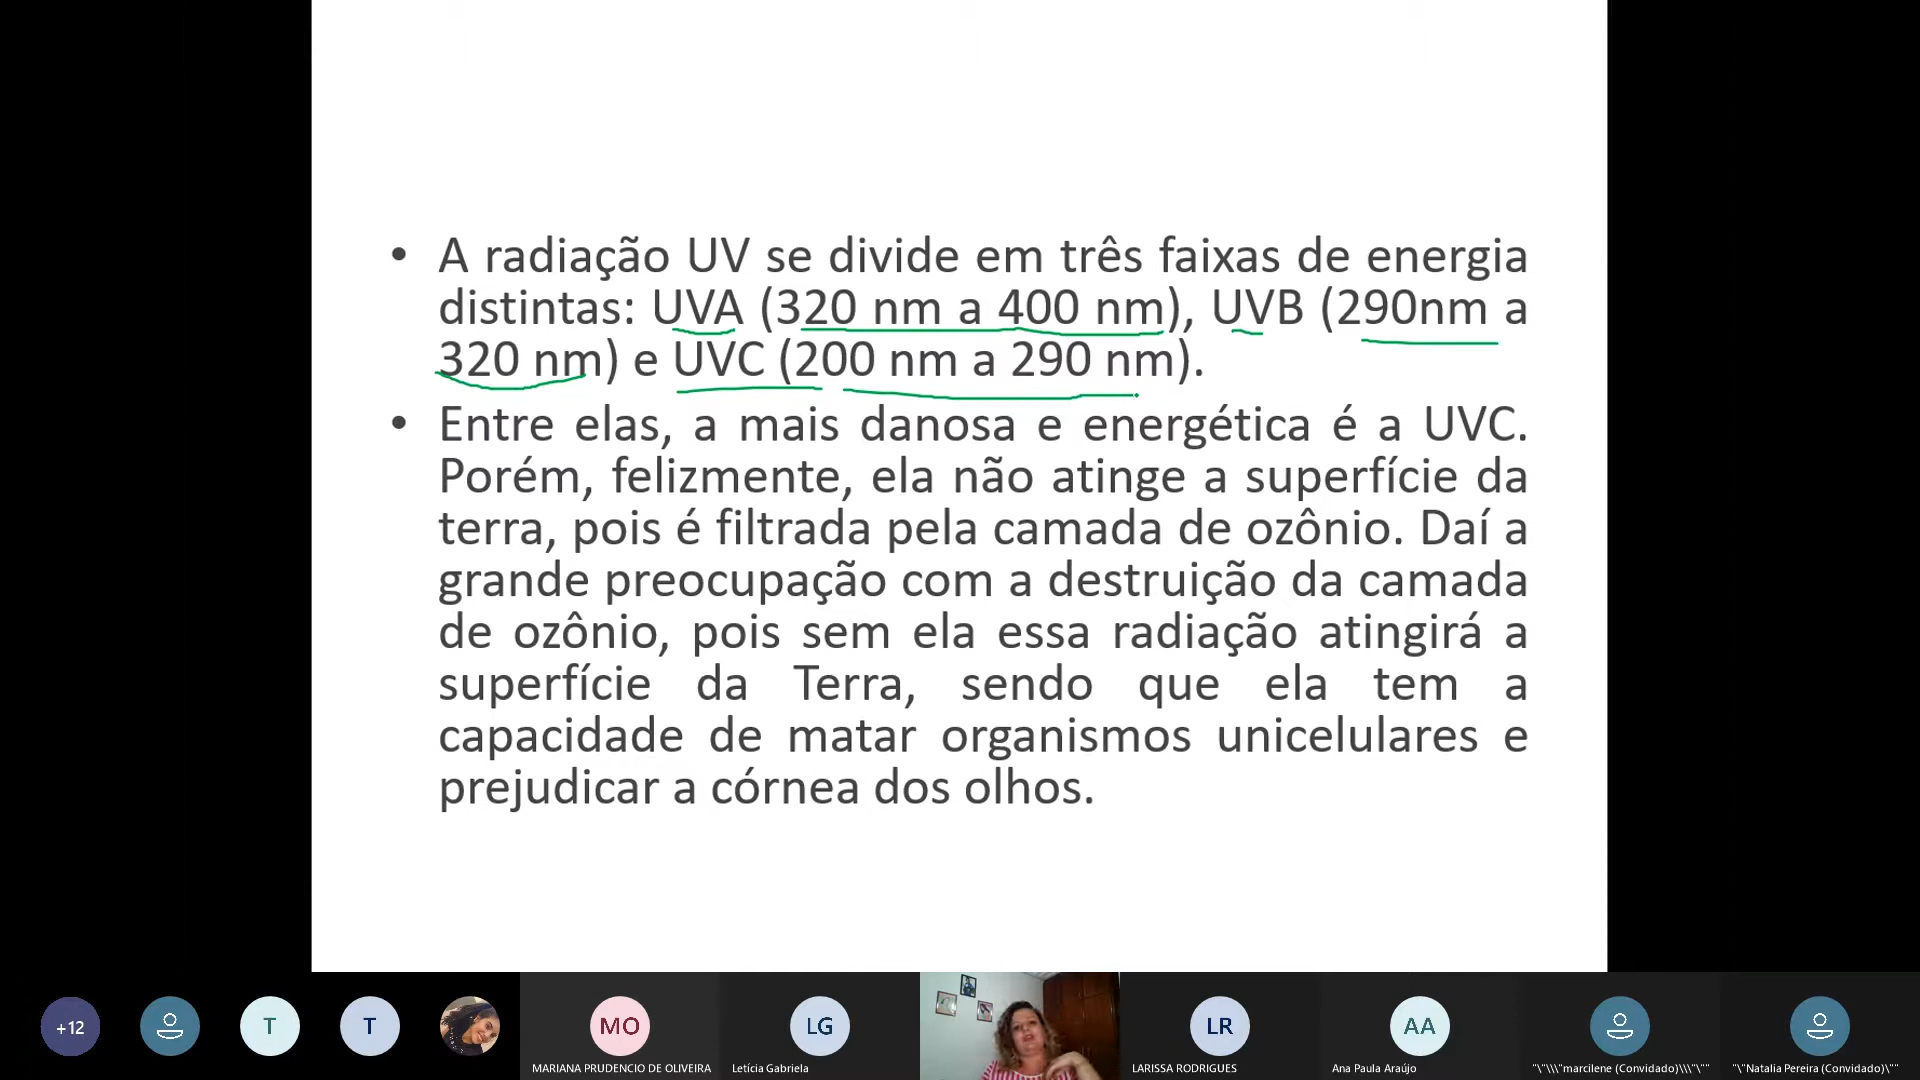 • A radiação UV se divide em três faixas de energia
distintas: UVA (320 nm a 400 nm), UVB (290nm a
320 nm) e UVC (200 nm a 290 nm).
• Entre elas, a mais danosa e energética é a UVC.
Porém, felizmente, ela não atinge a superfície da
terra, pois é filtrada pela camada de ozônio. Daí a
grande preocupação com a destruição da camada
de ozônio, pois sem ela essa radiação atingirá a
superfície da Terra, sendo que ela tem a
capacidade de matar organismos unicelulares e
prejudicar a córnea dos olhos.
+12 T T MO LG LR AA
MARIANA PRUDENCIO DE OLIVEIRA Letícia Gabriela LARISSA RODRIGUES Ana Paula Araújo "\"\\\"marcilene (Convidado)\\\"\"" "\"Natalia Pereira (Convidado)\""